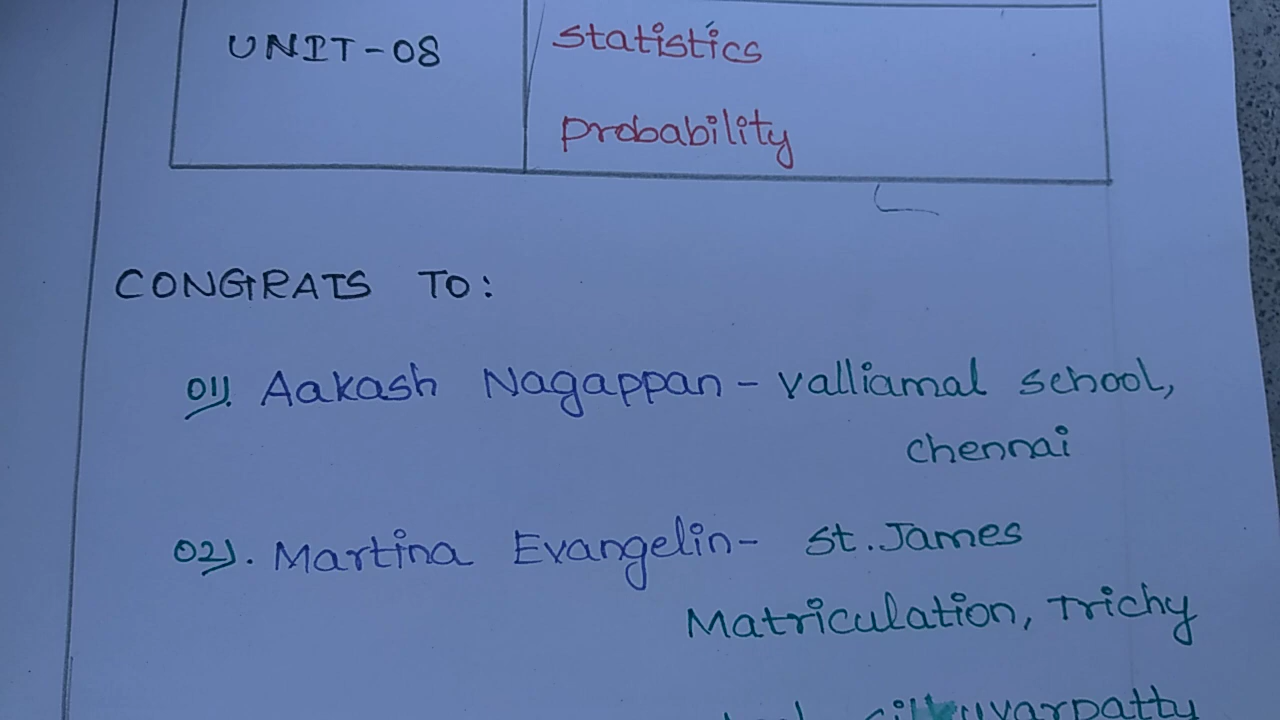 UNIT-08
Statistics
Probability
CONGRATS TO:
01). Aakash Nagappan - Valliamal school,
chennai
02). Martina Evangelin- St. James
Matriculation, Trichy